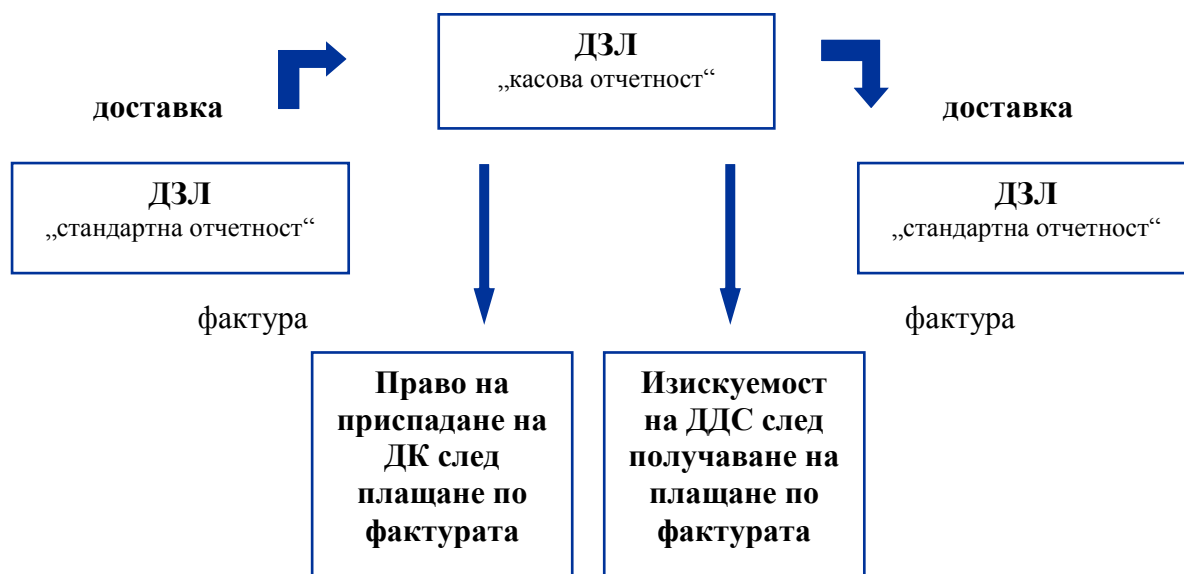 ДЗЛ
„касова отчетност“
доставка
доставка
ДЗЛ
„стандартна отчетност“
ДЗЛ
„стандартна отчетност“
фактура
фактура
Право на
приспадане на
ДК след
плащане по
фактурата
Изискуемост
на ДДС след
получаване на
плащане по
фактурата